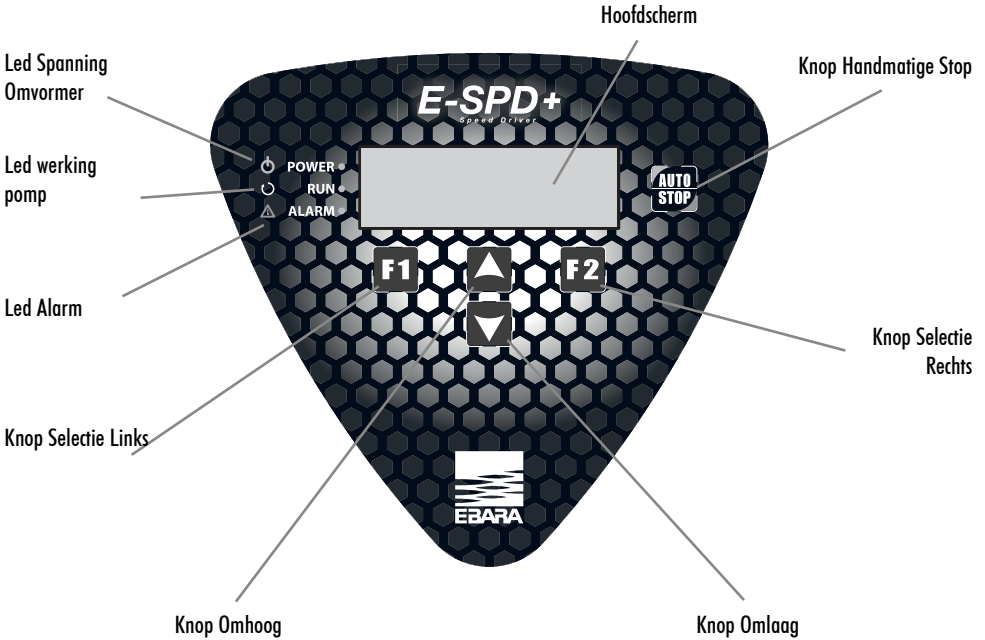 Hoofdscherm
Led Spanning
Omvormer
Knop Handmatige Stop
E-SPD+
Speed Driver
Led werking
pomp
POWER
RUN
ALARM
AUTO
STOP
F1
F2
Led Alarm
Knop Selectie
Rechts
Knop Selectie Links
EBARA
Knop Omhoog
Knop Omlaag